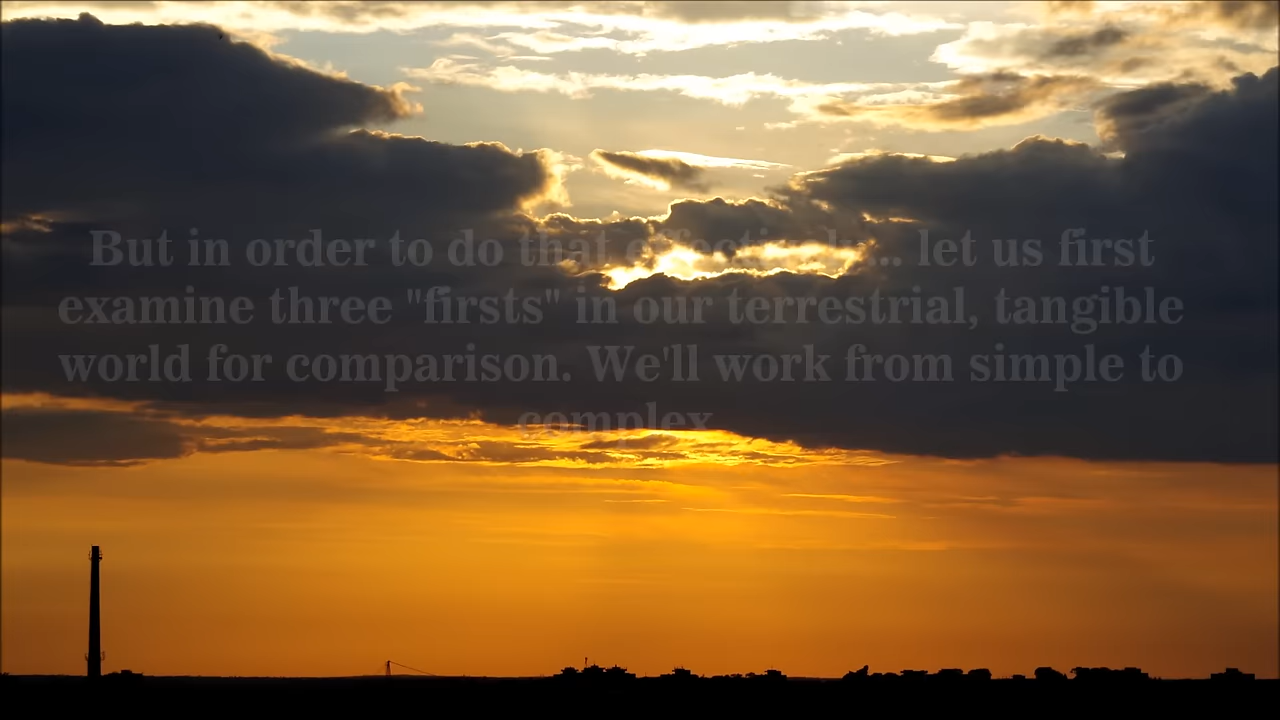 But in order to do that effectively... let us first
examine three "firsts" in our terrestrial, tangible
world for comparison. We'll work from simple to
complex